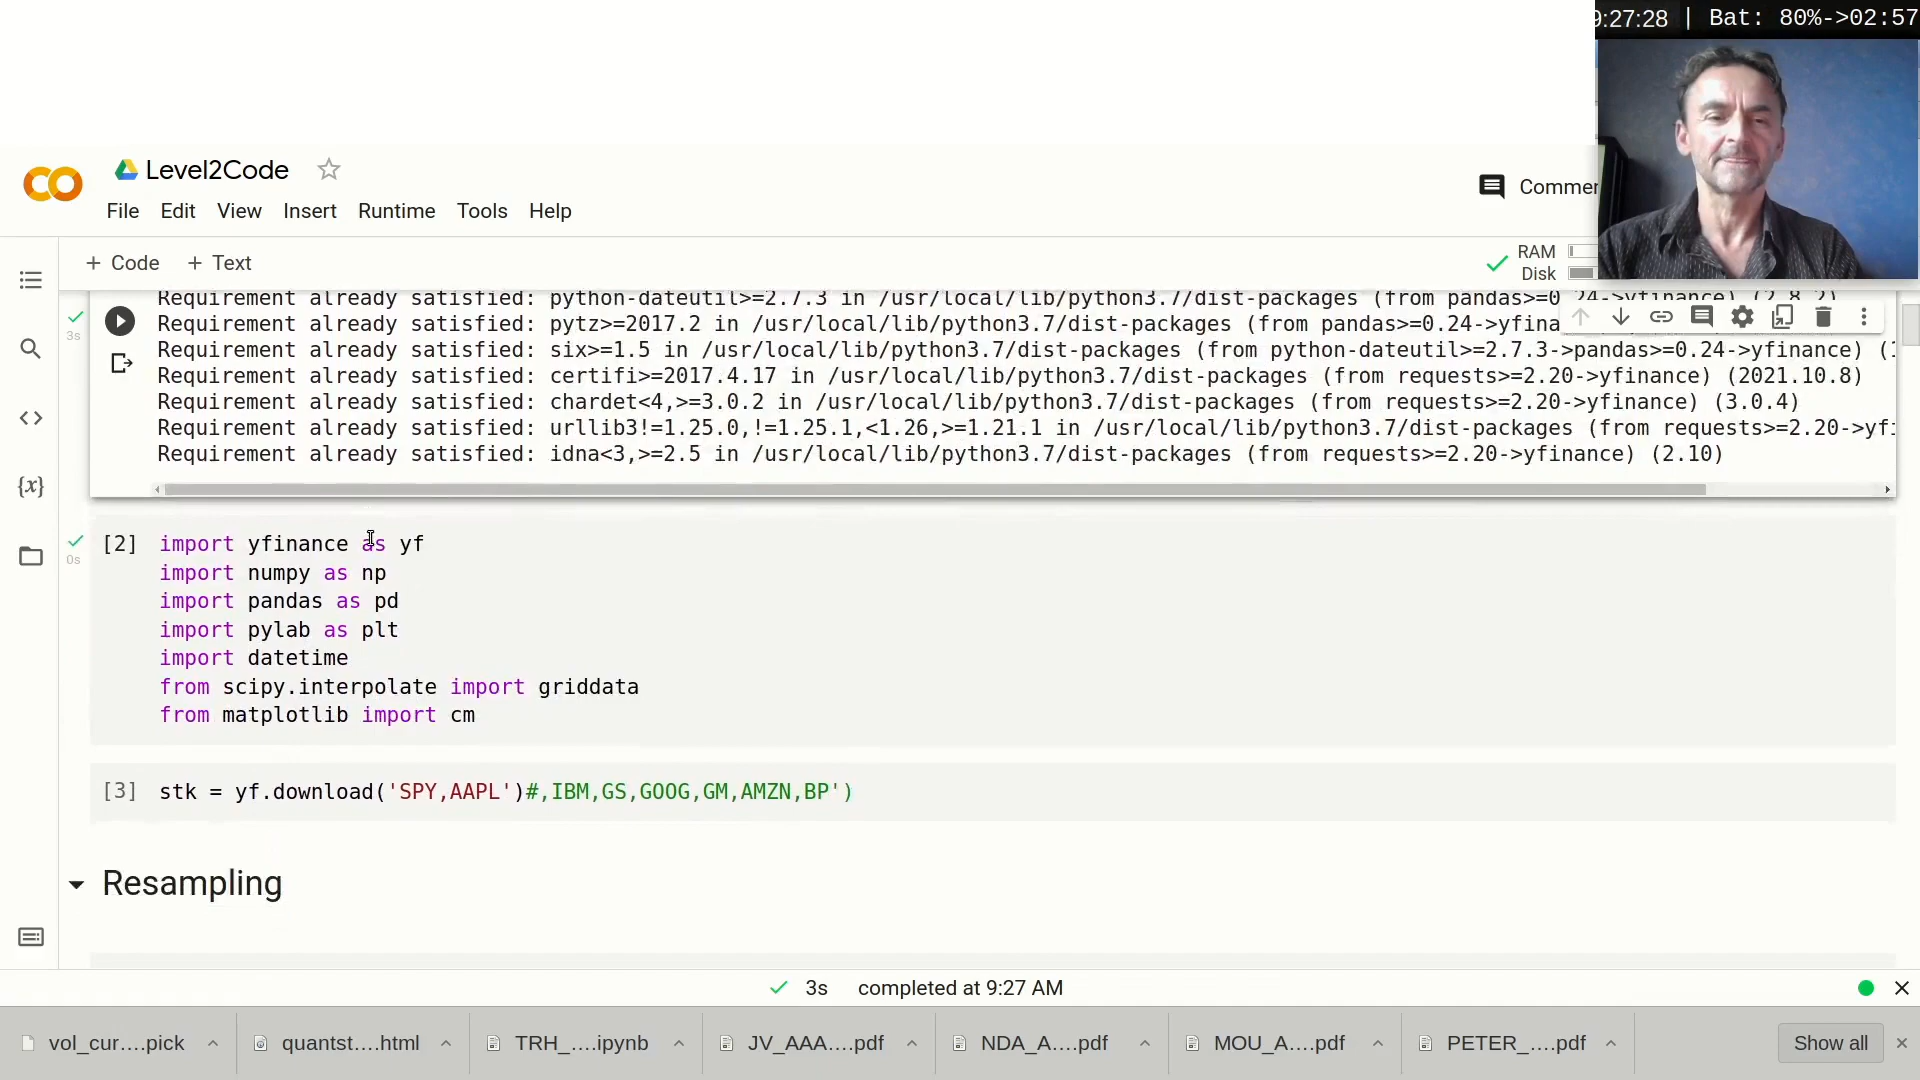 9:27:28 | Bat: 80%->02:57
Level2Code
File Edit View Insert Runtime Tools Help
Commen
+ Code + Text
RAM
Disk
Requirement already satisfied: python-dateutil>=2.7.3 in /usr/local/lib/python3.7/dist-packages (from pandas>=0.24->yfinance) (2.8.2)
3s
Requirement already satisfied: pytz>=2017.2 in /usr/local/lib/python3.7/dist-packages (from pandas>=0.24->yfina
Requirement already satisfied: six>=1.5 in /usr/local/lib/python3.7/dist-packages (from python-dateutil>=2.7.3->pandas>=0.24->yfinance) (1
Requirement already satisfied: certifi>=2017.4.17 in /usr/local/lib/python3.7/dist-packages (from requests>=2.20->yfinance) (2021.10.8)
Requirement already satisfied: chardet<4,>=3.0.2 in /usr/local/lib/python3.7/dist-packages (from requests>=2.20->yfinance) (3.0.4)
Requirement already satisfied: urllib3!=1.25.0,!=1.25.1,<1.26,>=1.21.1 in /usr/local/lib/python3.7/dist-packages (from requests>=2.20->yf
Requirement already satisfied: idna<3,>=2.5 in /usr/local/lib/python3.7/dist-packages (from requests>=2.20->yfinance) (2.10)
[2] import yfinance as yf
0s
import numpy as np
import pandas as pd
import pylab as plt
import datetime
from scipy.interpolate import griddata
from matplotlib import cm
[3] stk = yf.download('SPY,AAPL')#,IBM,GS,GOOG,GM,AMZN,BP')
Resampling
3s completed at 9:27 AM
vol_cur....pick quantst....html TRH_....ipynb JV_AAA....pdf NDA_A....pdf MOU_A....pdf PETER_....pdf Show all